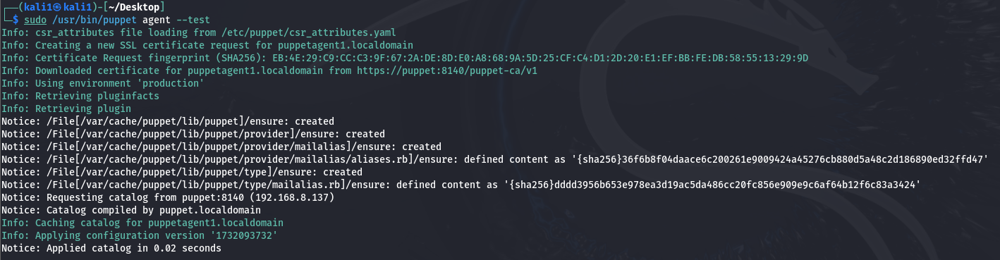 ┌──(kali1㉿kali1)-[~/Desktop]
└─$ sudo /usr/bin/puppet agent --test
Info: csr_attributes file loading from /etc/puppet/csr_attributes.yaml
Info: Creating a new SSL certificate request for puppetagent1.localdomain
Info: Certificate Request fingerprint (SHA256): EB:4E:29:C9:CC:C3:9F:67:2A:DE:8D:E0:A8:68:9A:5D:25:CF:C4:D1:2D:20:E1:EF:BB:FE:DB:58:55:13:29:9D
Info: Downloaded certificate for puppetagent1.localdomain from https://puppet:8140/puppet-ca/v1
Info: Using environment 'production'
Info: Retrieving pluginfacts
Info: Retrieving plugin
Notice: /File[/var/cache/puppet/lib/puppet]/ensure: created
Notice: /File[/var/cache/puppet/lib/puppet/provider]/ensure: created
Notice: /File[/var/cache/puppet/lib/puppet/provider/mailalias]/ensure: created
Notice: /File[/var/cache/puppet/lib/puppet/provider/mailalias/aliases.rb]/ensure: defined content as '{sha256}36f6b8f04daace6c200261e9009424a45276cb880d5a48c2d186890ed32ffd47'
Notice: /File[/var/cache/puppet/lib/puppet/type]/ensure: created
Notice: /File[/var/cache/puppet/lib/puppet/type/mailalias.rb]/ensure: defined content as '{sha256}dddd3956b653e978ea3d19ac5da486cc20fc856e909e9c6af64b12f6c83a3424'
Notice: Requesting catalog from puppet:8140 (192.168.8.137)
Notice: Catalog compiled by puppet.localdomain
Info: Caching catalog for puppetagent1.localdomain
Info: Applying configuration version '1732093732'
Notice: Applied catalog in 0.02 seconds